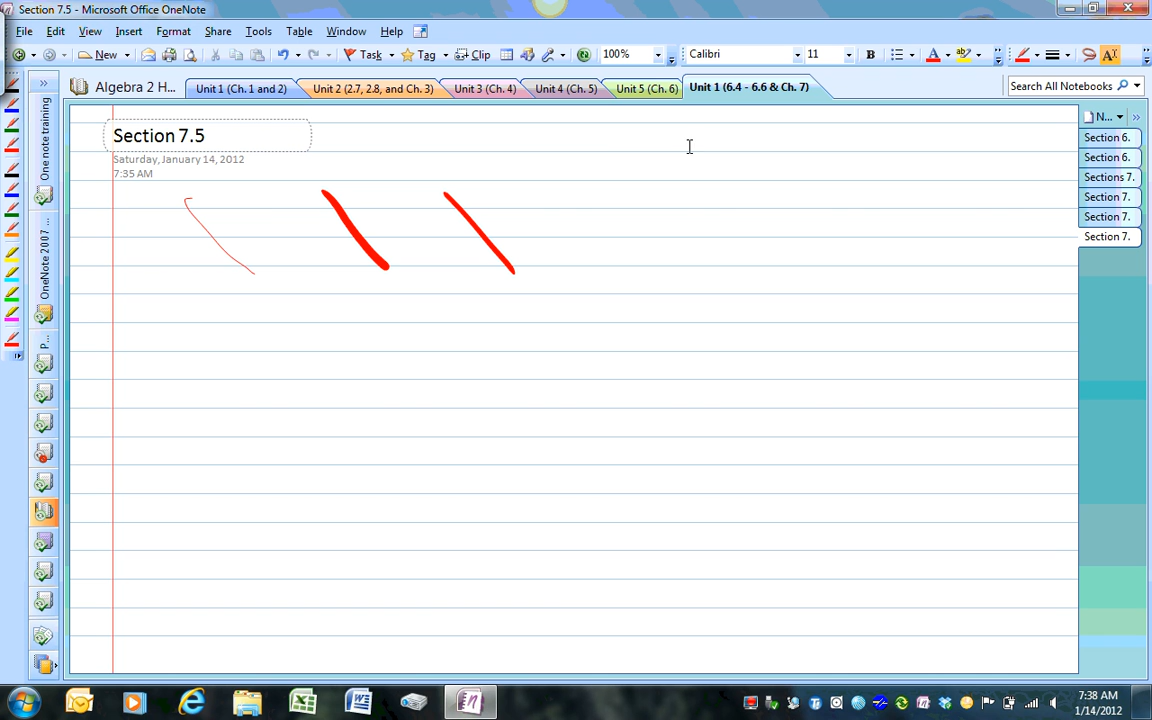 Section 7.5 - Microsoft Office OneNote
File Edit View Insert Format Share Tools Table Window Help
New Task Tag Clip 100% Calibri 11 B
Algebra 2 H... Unit 1 (Ch. 1 and 2) Unit 2 (2.7, 2.8, and Ch. 3) Unit 3 (Ch. 4) Unit 4 (Ch. 5) Unit 5 (Ch. 6) Unit 1 (6.4 - 6.6 & Ch. 7) Search All Notebooks
One note training
OneNote 2007 ...
P...
Section 7.5
Saturday, January 14, 2012
7:35 AM
N...
Section 6.
Section 6.
Sections 7.
Section 7.
Section 7.
Section 7.
7:38 AM
1/14/2012